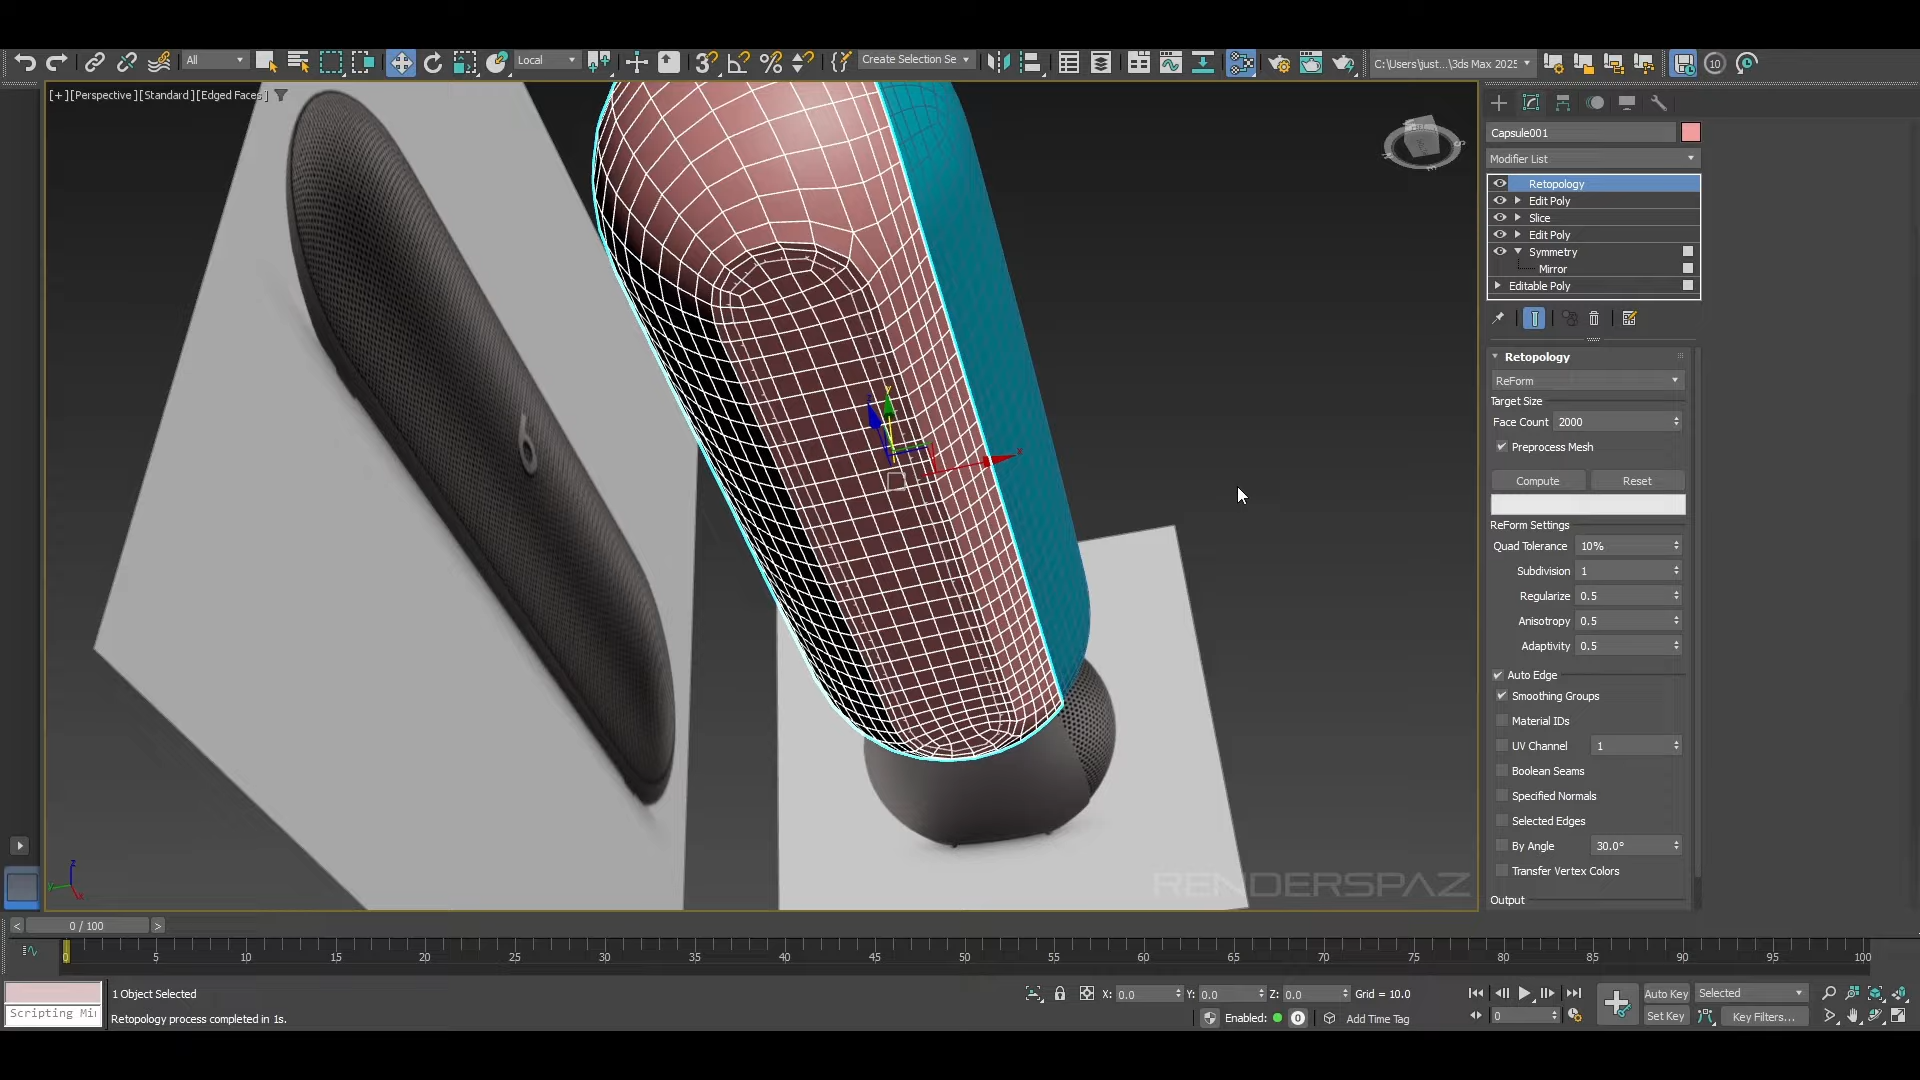 All
Local
Create Selection Se
C:\Users\just...\3ds Max 2025
10
[+][Perspective][Standard][Edged Faces]
Capsule001
Modifier List
Retopology
Edit Poly
Slice
Edit Poly
Symmetry
Mirror
Editable Poly
Retopology
ReForm
Target Size
Face Count 2000
Preprocess Mesh
Compute Reset
ReForm Settings
Quad Tolerance 10%
Subdivision 1
Regularize 0.5
Anisotropy 0.5
Adaptivity 0.5
Auto Edge
Smoothing Groups
Material IDs
UV Channel 1
Boolean Seams
Specified Normals
Selected Edges
By Angle 30.0°
Transfer Vertex Colors
Output
6
x
y
z
RENDERSPAZ
< 0 / 100 >
0 5 10 15 20 25 30 35 40 45 50 55 60 65 70 75 80 85 90 95 100
1 Object Selected
X: 0.0 Y: 0.0 Z: 0.0 Grid = 10.0
Auto Key Selected
Scripting Mi
Retopology process completed in 1s.
Enabled: 0 Add Time Tag
0
Set Key Key Filters...